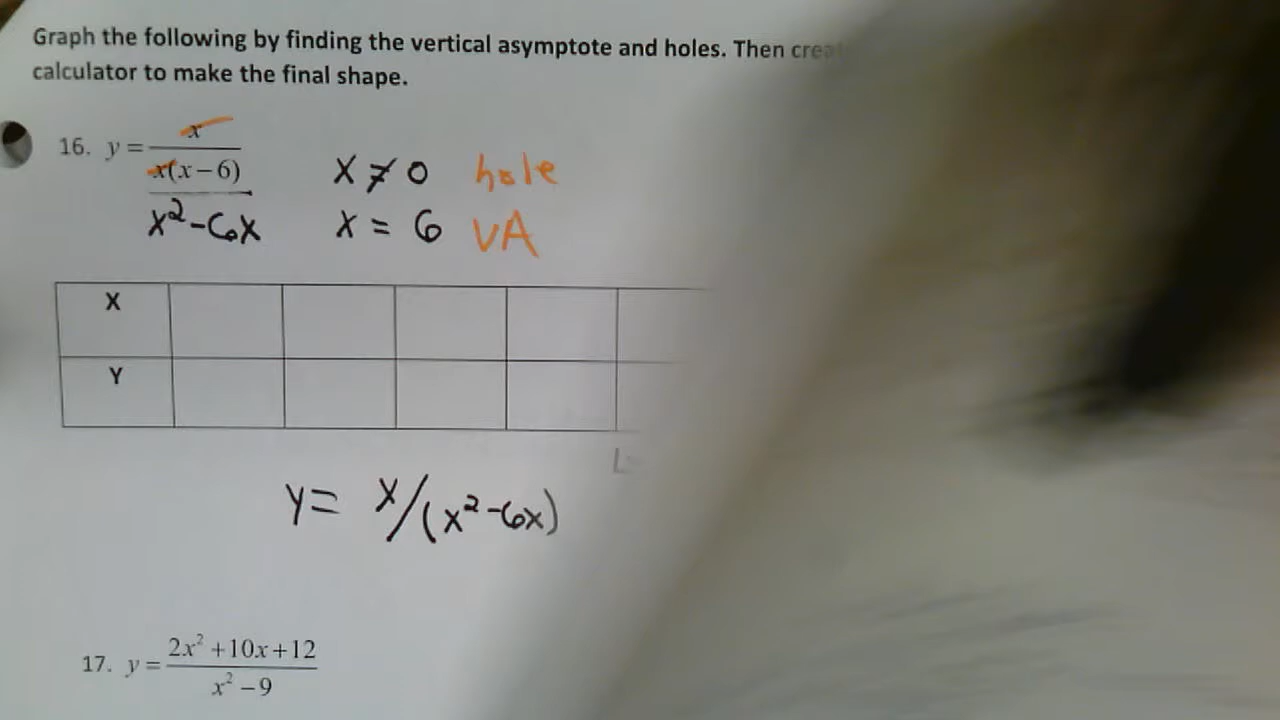 Graph the following by finding the vertical asymptote and holes. Then crea
calculator to make the final shape.
16. y = x / x(x − 6)
x² − 6x
x ≠ 0 hole
x = 6 VA
X
Y
y = x/(x² − 6x)
17. y = 2x² + 10x + 12 / x² − 9